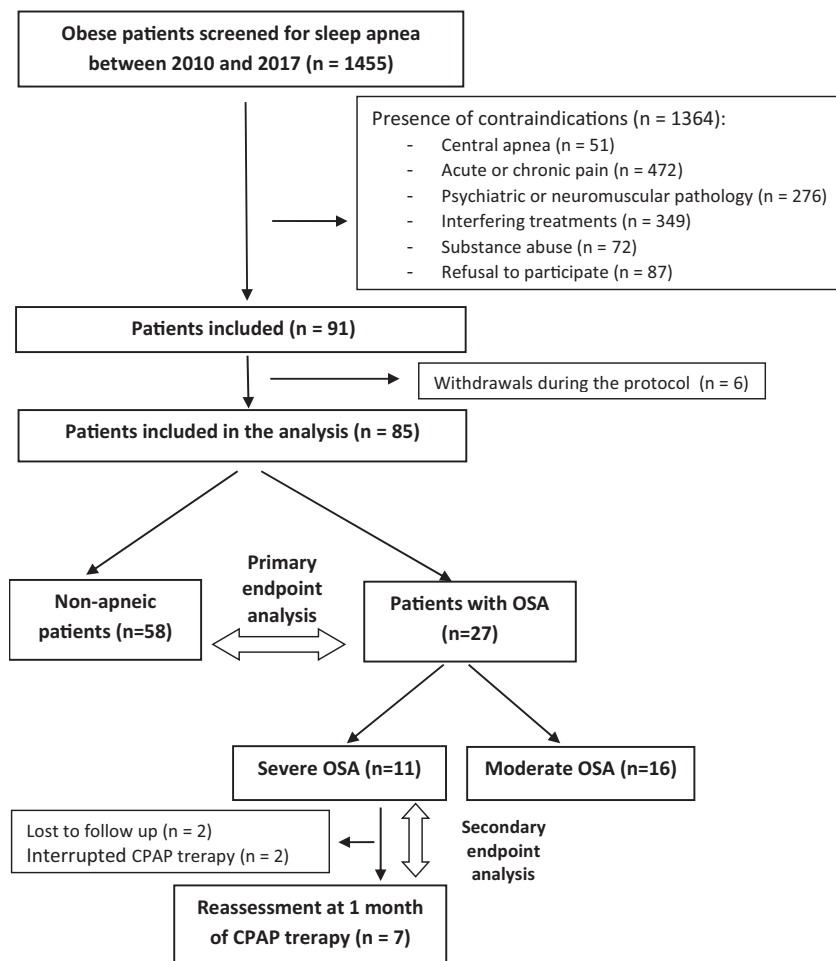 Obese patients screened for sleep apnea
between 2010 and 2017 (n = 1455)
Presence of contraindications (n = 1364):
- Central apnea (n = 51)
- Acute or chronic pain (n = 472)
- Psychiatric or neuromuscular pathology (n = 276)
- Interfering treatments (n = 349)
- Substance abuse (n = 72)
- Refusal to participate (n = 87)
Patients included (n = 91)
Withdrawals during the protocol (n = 6)
Patients included in the analysis (n = 85)
Non-apneic
patients (n=58)
Primary
endpoint
analysis
Patients with OSA
(n=27)
Severe OSA (n=11)
Moderate OSA (n=16)
Lost to follow up (n = 2)
Interrupted CPAP trerapy (n = 2)
Secondary
endpoint
analysis
Reassessment at 1 month
of CPAP trerapy (n = 7)